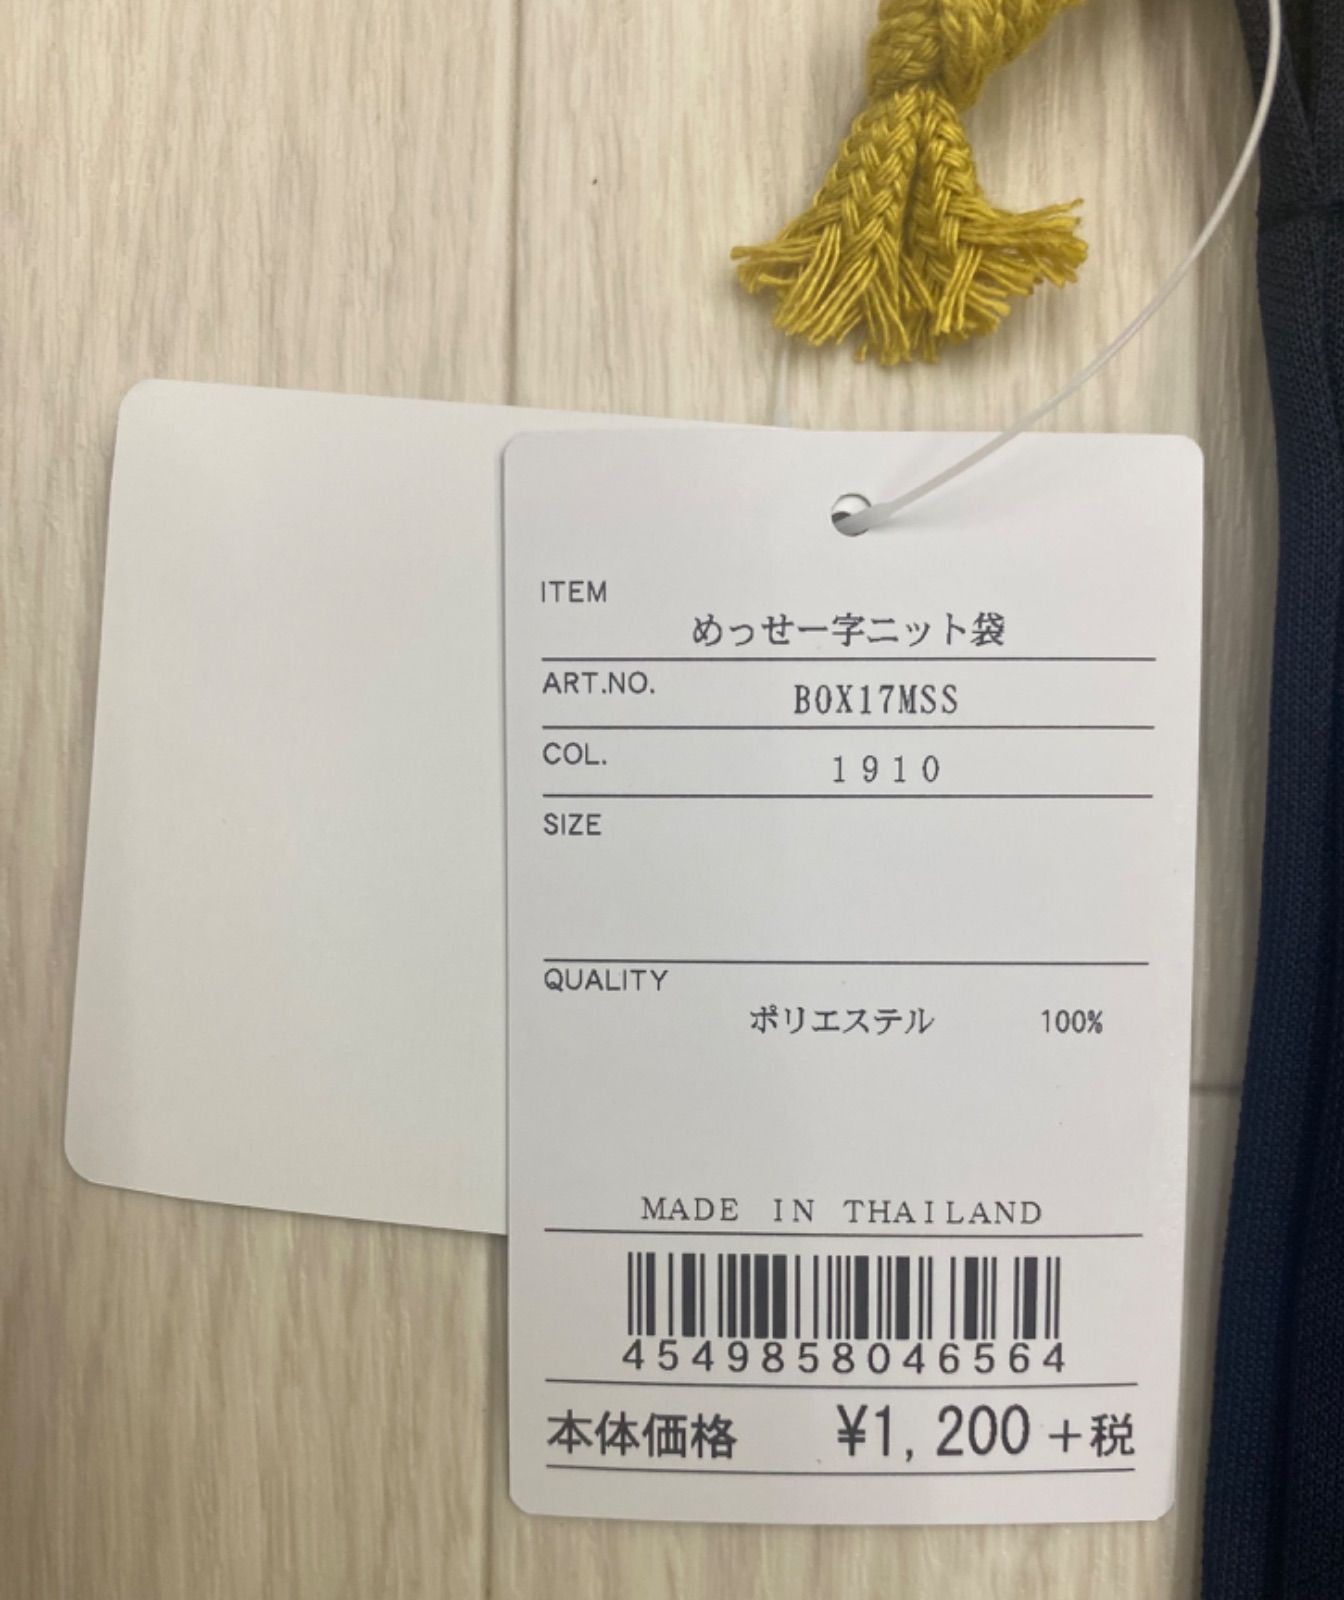 ITEM
めっせー字ニット袋
ART.NO.
BOX17MSS
COL.
1910
SIZE
QUALITY
ポリエステル 100%
MADE IN THAILAND
4549858046564
本体価格 ¥1,200+税